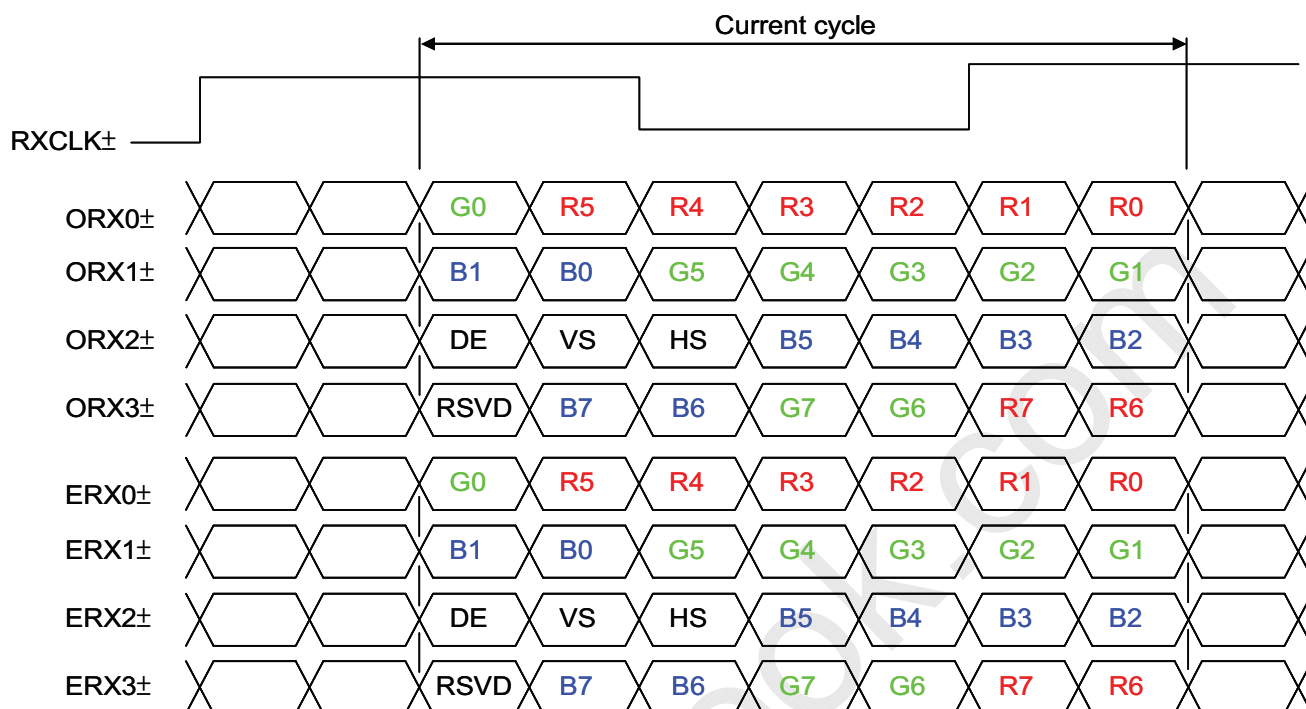 Current cycle
RXCLK±
ORX0± G0 R5 R4 R3 R2 R1 R0
ORX1± B1 B0 G5 G4 G3 G2 G1
ORX2± DE VS HS B5 B4 B3 B2
ORX3± RSVD B7 B6 G7 G6 R7 R6
ERX0± G0 R5 R4 R3 R2 R1 R0
ERX1± B1 B0 G5 G4 G3 G2 G1
ERX2± DE VS HS B5 B4 B3 B2
ERX3± RSVD B7 B6 G7 G6 R7 R6